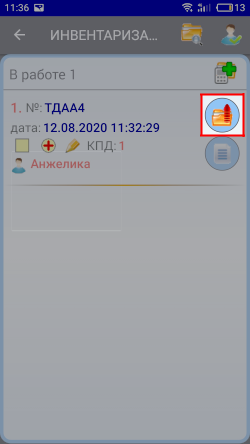 11:36 13
ИНВЕНТАРИЗА...
В работе 1
1. №: ТДАА4
дата: 12.08.2020 11:32:29
КПД: 1
Анжелика